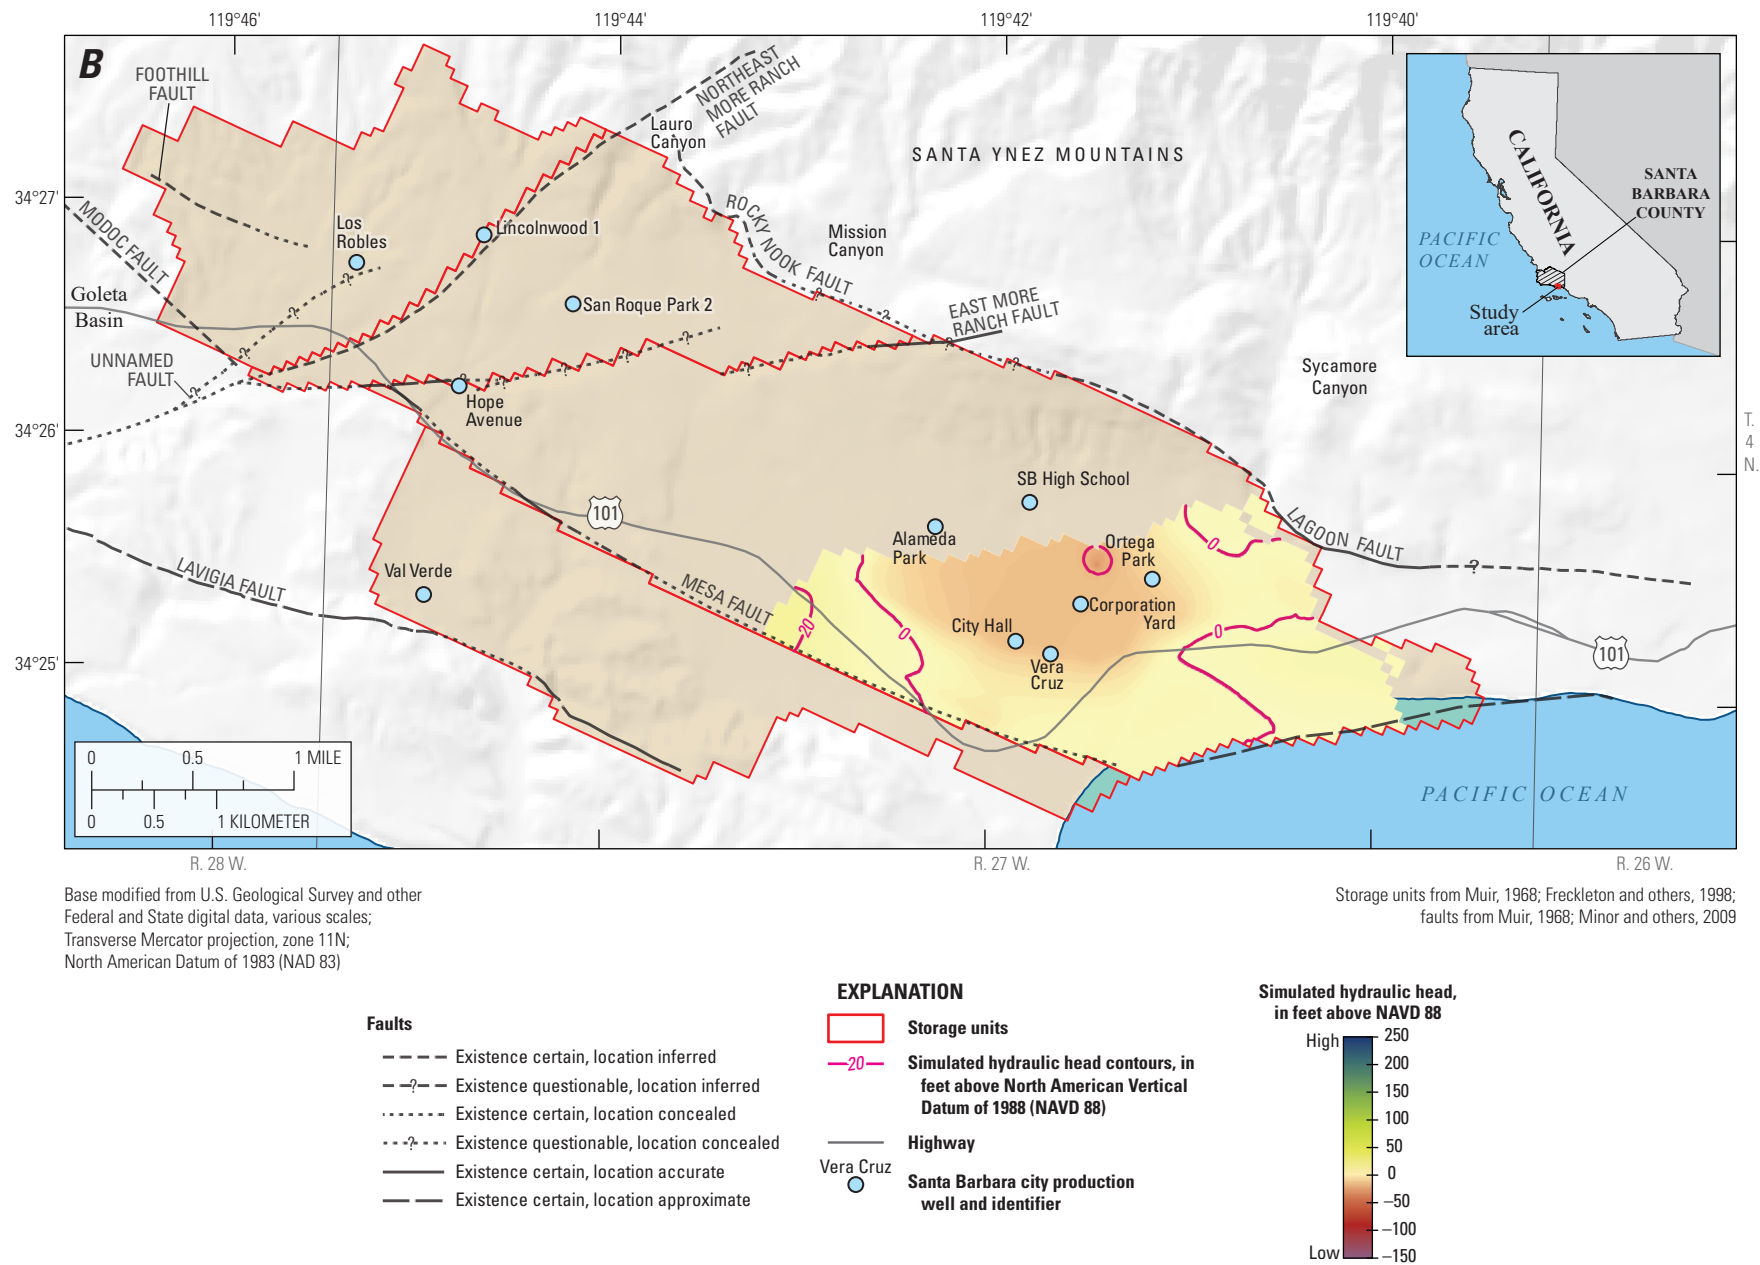 119°46'
119°44'
119°42'
119°40'
B
FOOTHILL
FAULT
NORTHEAST
MORE RANCH
FAULT
Lauro
Canyon
SANTA YNEZ MOUNTAINS
CALIFORNIA
SANTA
BARBARA
COUNTY
PACIFIC
OCEAN
Study
area
34°27'
MODOC FAULT
Los
Robles
Lincolnwood 1
ROCKY NOOK FAULT
Mission
Canyon
Goleta
Basin
San Roque Park 2
EAST MORE
RANCH FAULT
UNNAMED
FAULT
Sycamore
Canyon
Hope
Avenue
34°26'
T.
4
N.
SB High School
101
Alameda
Park
Ortega
Park
LAGOON FAULT
0
LAVIGIA FAULT
Val Verde
MESA FAULT
20
0
City Hall
Corporation
Yard
0
Vera
Cruz
101
34°25'
0 0.5 1 MILE
0 0.5 1 KILOMETER
PACIFIC OCEAN
R. 28 W.
R. 27 W.
R. 26 W.
Base modified from U.S. Geological Survey and other
Federal and State digital data, various scales;
Transverse Mercator projection, zone 11N;
North American Datum of 1983 (NAD 83)
Storage units from Muir, 1968; Freckleton and others, 1998;
faults from Muir, 1968; Minor and others, 2009
EXPLANATION
Faults
Existence certain, location inferred
?
Existence questionable, location inferred
Existence certain, location concealed
?
Existence questionable, location concealed
Existence certain, location accurate
Existence certain, location approximate
Storage units
20
Simulated hydraulic head contours, in
feet above North American Vertical
Datum of 1988 (NAVD 88)
Highway
Vera Cruz
Santa Barbara city production
well and identifier
Simulated hydraulic head,
in feet above NAVD 88
High
250
200
150
100
50
0
−50
−100
Low
−150